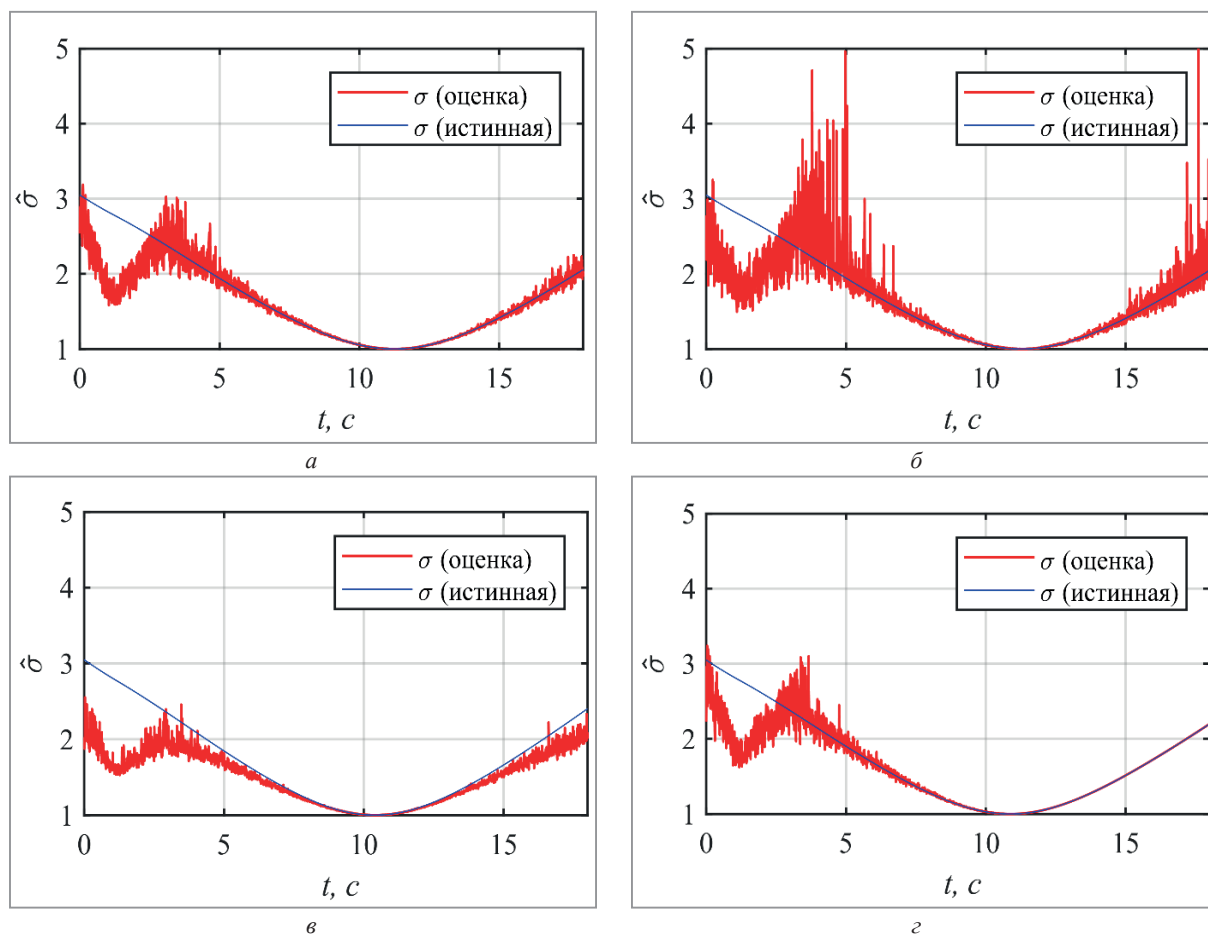 5
4
3
2
1
σ̂
σ (оценка)
σ (истинная)
0 5 10 15
t, с
а
5
4
3
2
1
σ̂
σ (оценка)
σ (истинная)
0 5 10 15
t, с
б
5
4
3
2
1
σ̂
σ (оценка)
σ (истинная)
0 5 10 15
t, с
в
5
4
3
2
1
σ̂
σ (оценка)
σ (истинная)
0 5 10 15
t, с
г